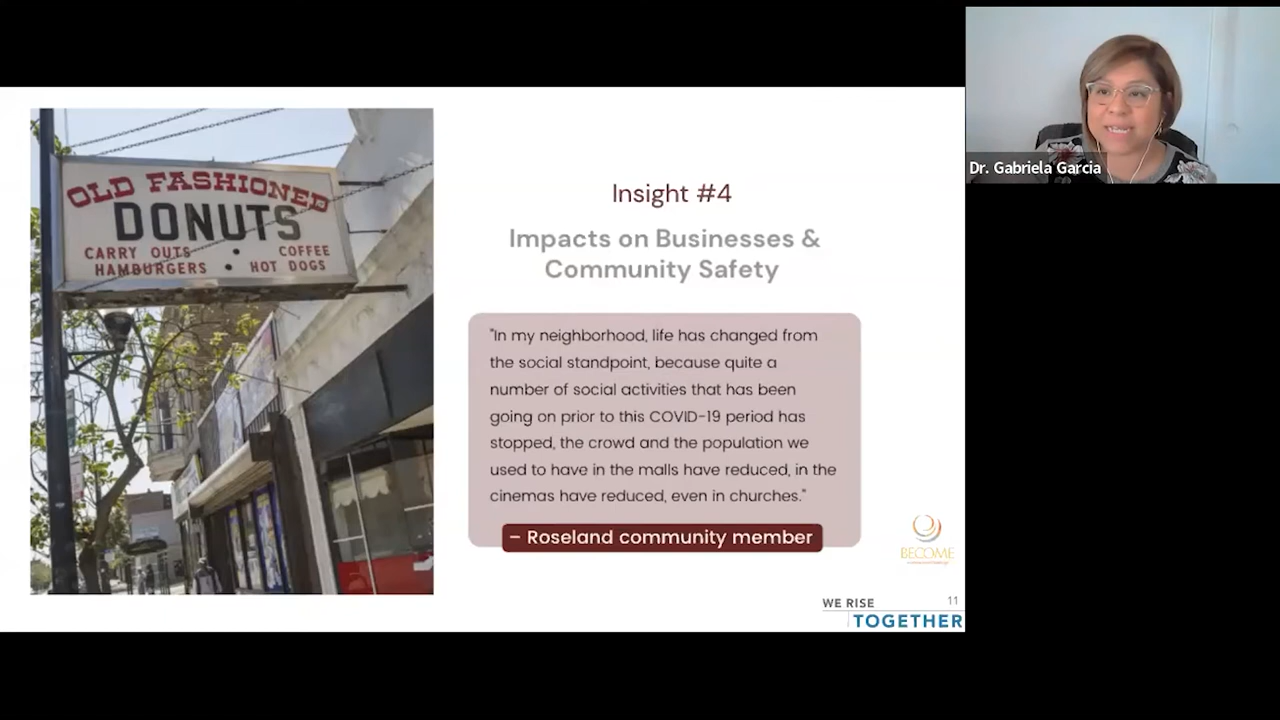 OLD FASHIONED
DONUTS
CARRY OUTS • COFFEE
HAMBURGERS • HOT DOGS
Insight #4
Impacts on Businesses &
Community Safety
"In my neighborhood, life has changed from
the social standpoint, because quite a
number of social activities that has been
going on prior to this COVID-19 period has
stopped, the crowd and the population we
used to have in the malls have reduced, in the
cinemas have reduced, even in churches."
– Roseland community member
BECOME
WE RISE
TOGETHER
11
Dr. Gabriela Garcia